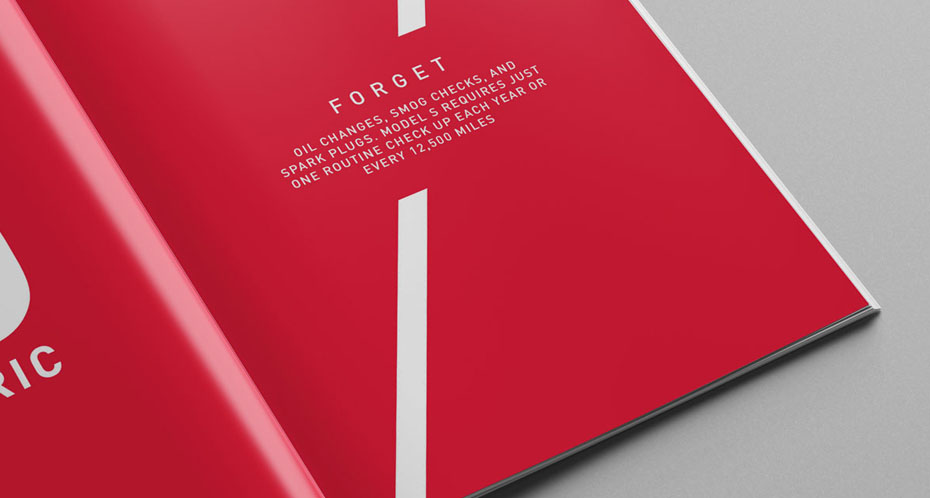 RIC
FORGET
OIL CHANGES, SMOG CHECKS, AND
SPARK PLUGS. MODEL S REQUIRES JUST
ONE ROUTINE CHECK UP EACH YEAR OR
EVERY 12,500 MILES